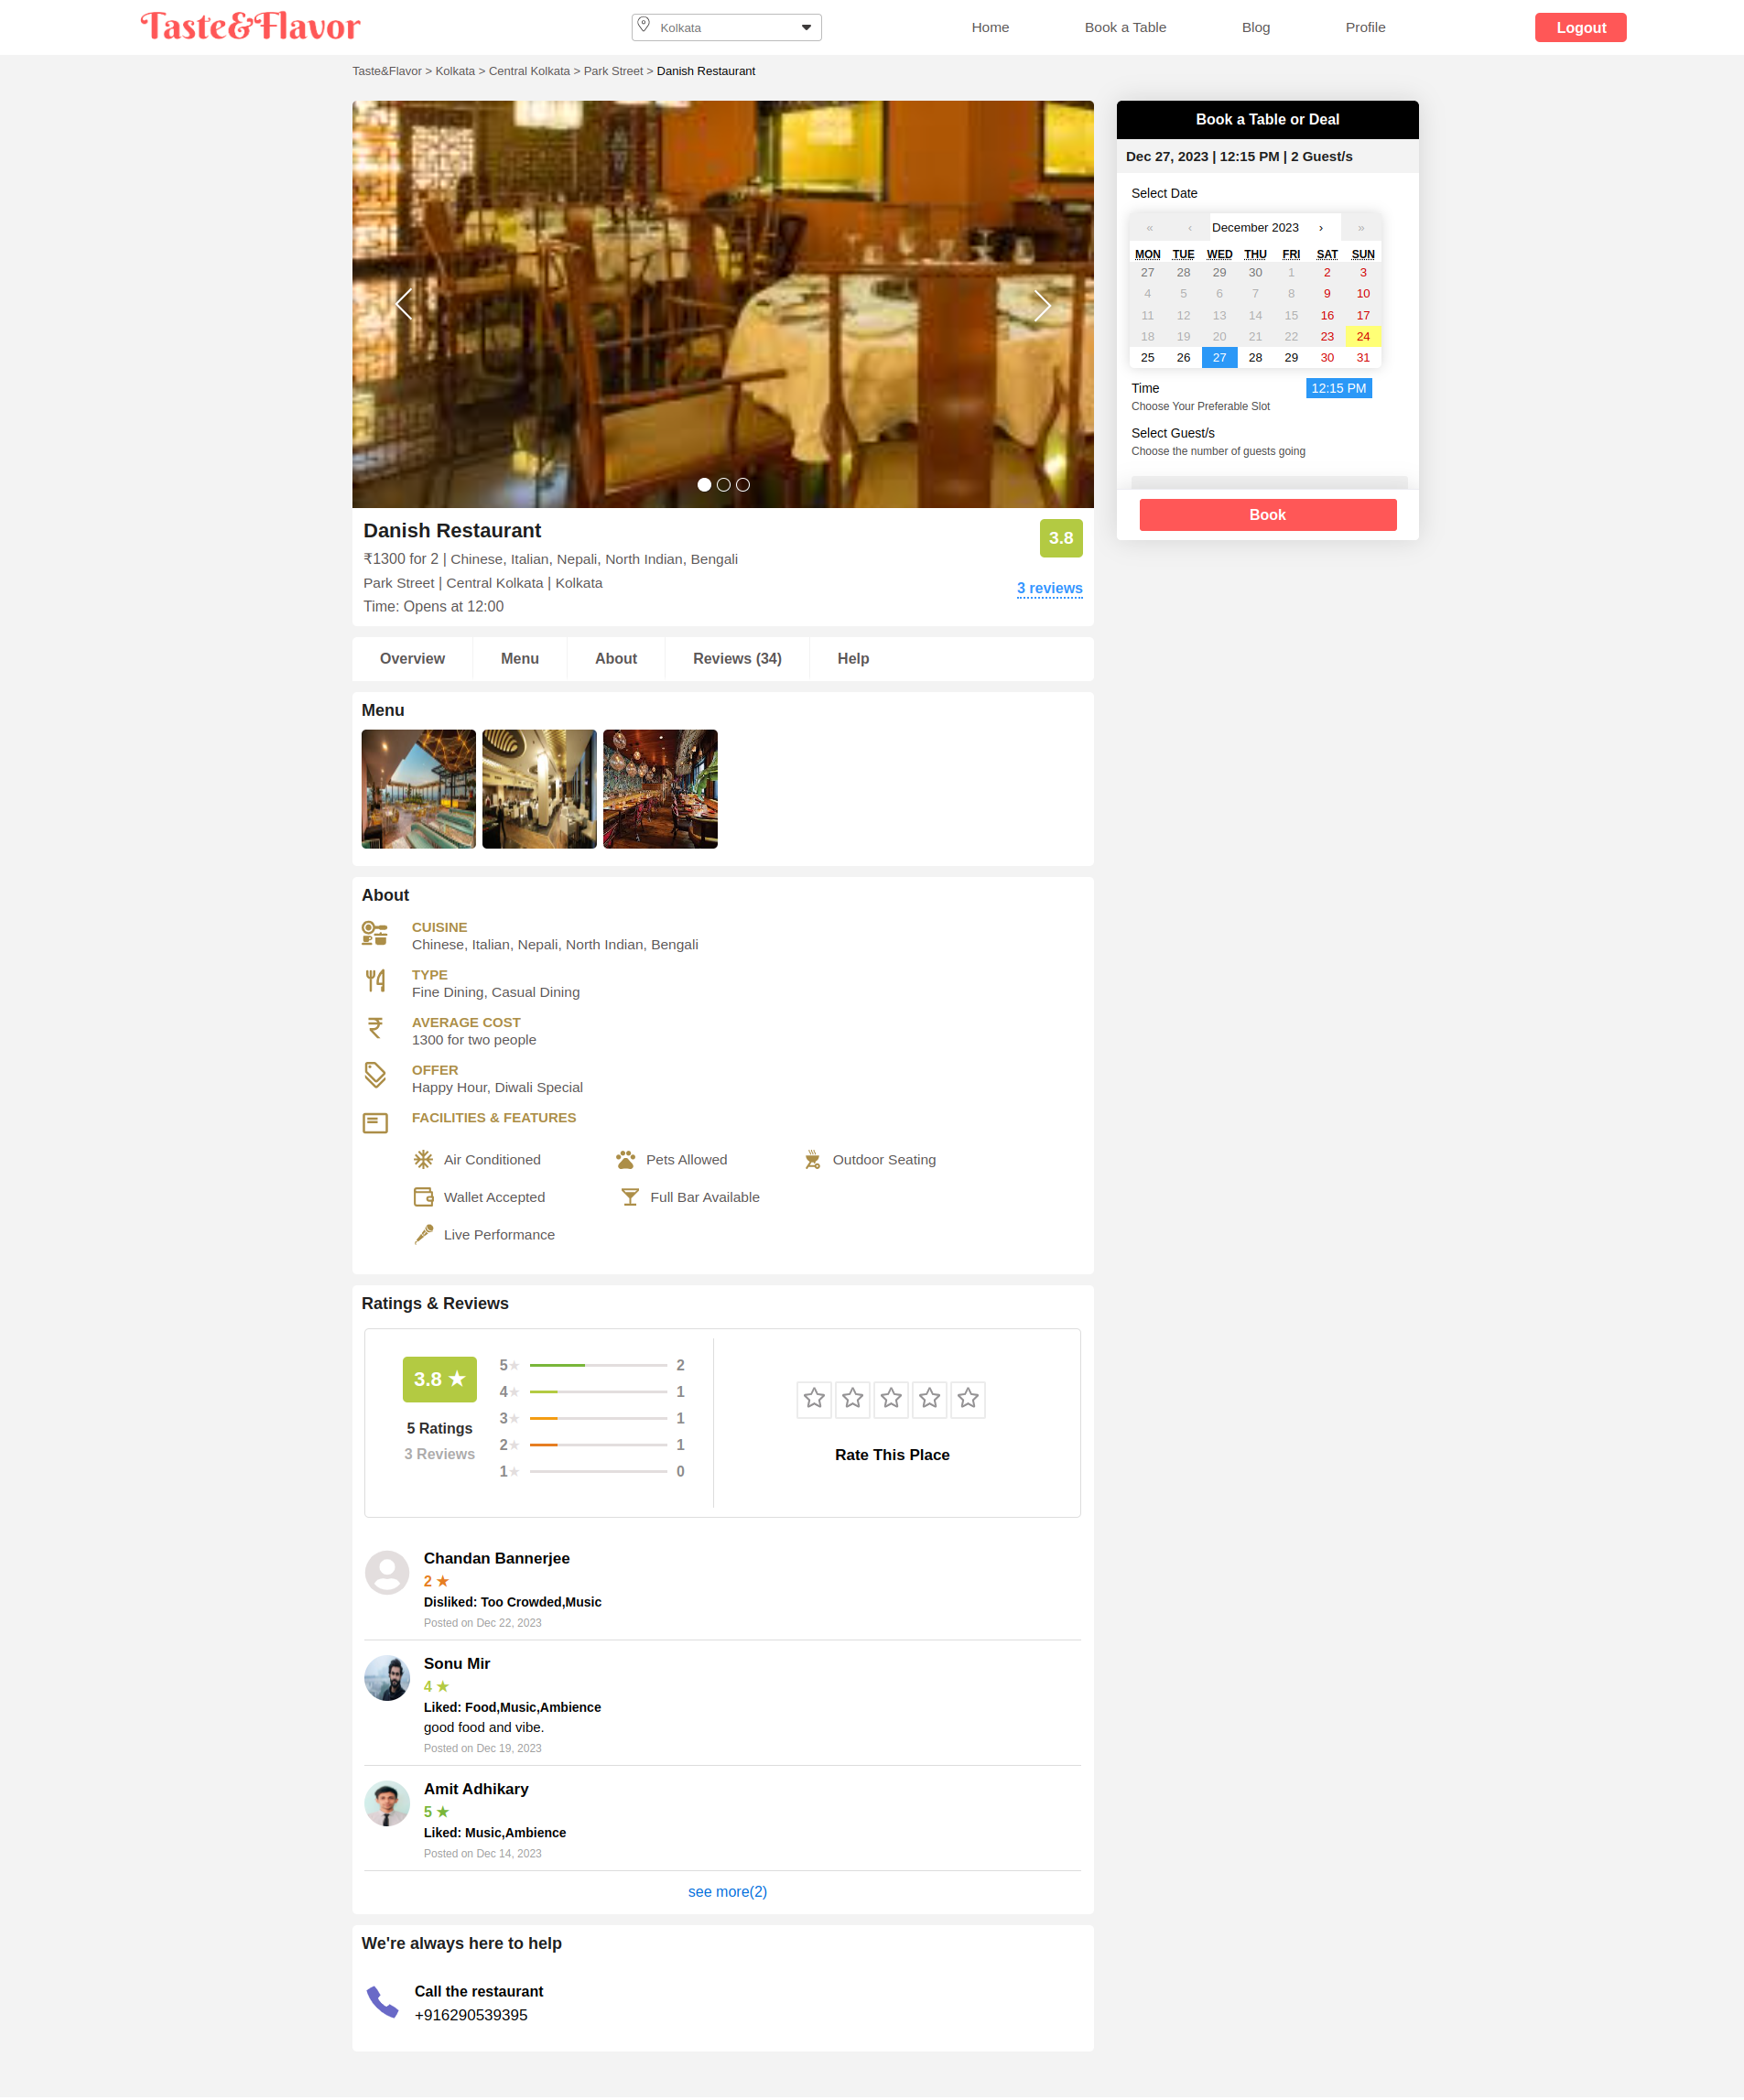 Taste&Flavor
Kolkata
Home
Book a Table
Blog
Profile
Logout
Taste&Flavor > Kolkata > Central Kolkata > Park Street > Danish Restaurant
Danish Restaurant
3.8
₹1300 for 2 | Chinese, Italian, Nepali, North Indian, Bengali
Park Street | Central Kolkata | Kolkata
3 reviews
Time: Opens at 12:00
Book a Table or Deal
Dec 27, 2023 | 12:15 PM | 2 Guest/s
Select Date
« ‹ December 2023 › »
MON TUE WED THU FRI SAT SUN
27 28 29 30 1 2 3
4 5 6 7 8 9 10
11 12 13 14 15 16 17
18 19 20 21 22 23 24
25 26 27 28 29 30 31
Time 12:15 PM
Choose Your Preferable Slot
Select Guest/s
Choose the number of guests going
Book
Overview
Menu
About
Reviews (34)
Help
Menu
About
CUISINE
Chinese, Italian, Nepali, North Indian, Bengali
TYPE
Fine Dining, Casual Dining
₹
AVERAGE COST
1300 for two people
OFFER
Happy Hour, Diwali Special
FACILITIES & FEATURES
Air Conditioned
Pets Allowed
Outdoor Seating
Wallet Accepted
Full Bar Available
Live Performance
Ratings & Reviews
3.8 ★
5 Ratings
3 Reviews
5★ 2
4★ 1
3★ 1
2★ 1
1★ 0
Rate This Place
Chandan Bannerjee
2 ★
Disliked: Too Crowded,Music
Posted on Dec 22, 2023
Sonu Mir
4 ★
Liked: Food,Music,Ambience
good food and vibe.
Posted on Dec 19, 2023
Amit Adhikary
5 ★
Liked: Music,Ambience
Posted on Dec 14, 2023
see more(2)
We're always here to help
Call the restaurant
+916290539395